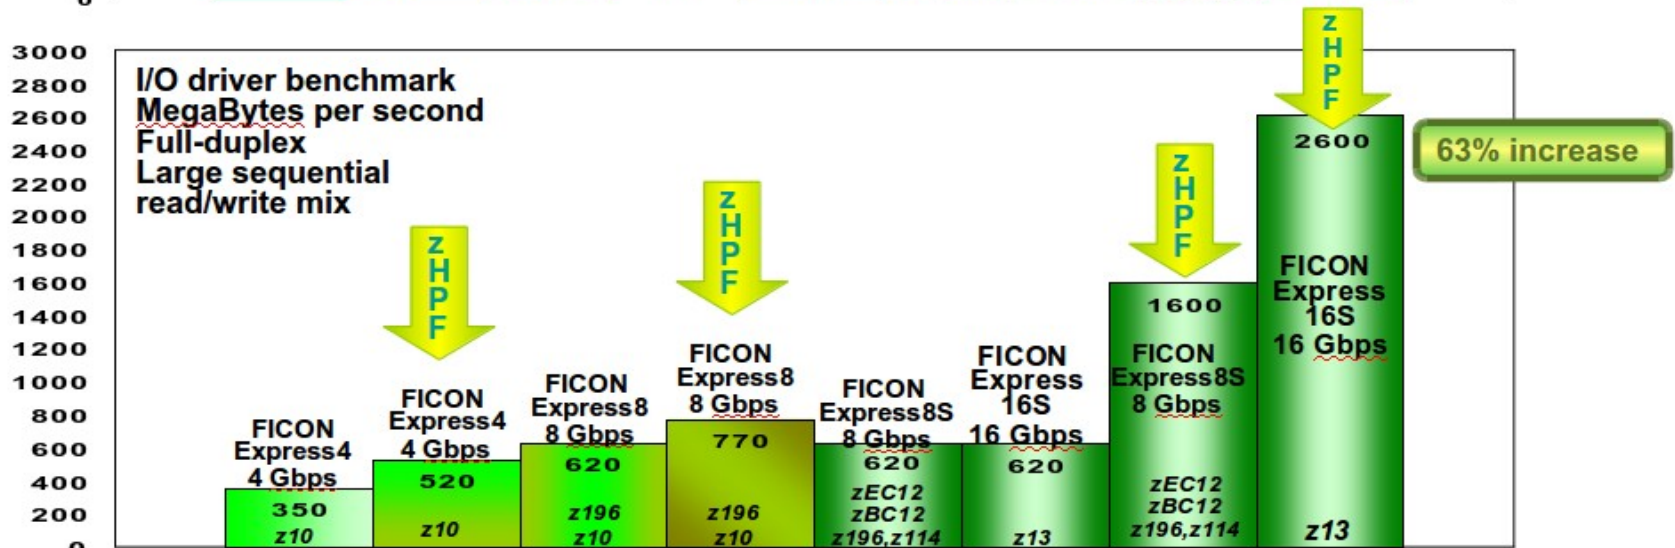 3000
2800
2600
2400
2200
2000
1800
1600
1400
1200
1000
800
600
400
200
I/O driver benchmark
MegaBytes per second
Full-duplex
Large sequential
read/write mix
FICON
Express4
4 Gbps
350
z10
z
H
P
F
FICON
Express4
4 Gbps
520
z10
FICON
Express8
8 Gbps
620
z196
z10
z
H
P
F
FICON
Express8
8 Gbps
770
z196
z10
FICON
Express8S
8 Gbps
620
zEC12
zBC12
z196,z114
FICON
Express
16S
16 Gbps
620
z13
z
H
P
F
1600
FICON
Express8S
8 Gbps
zEC12
zBC12
z196,z114
z
H
P
F
2600
FICON
Express
16S
16 Gbps
z13
63% increase